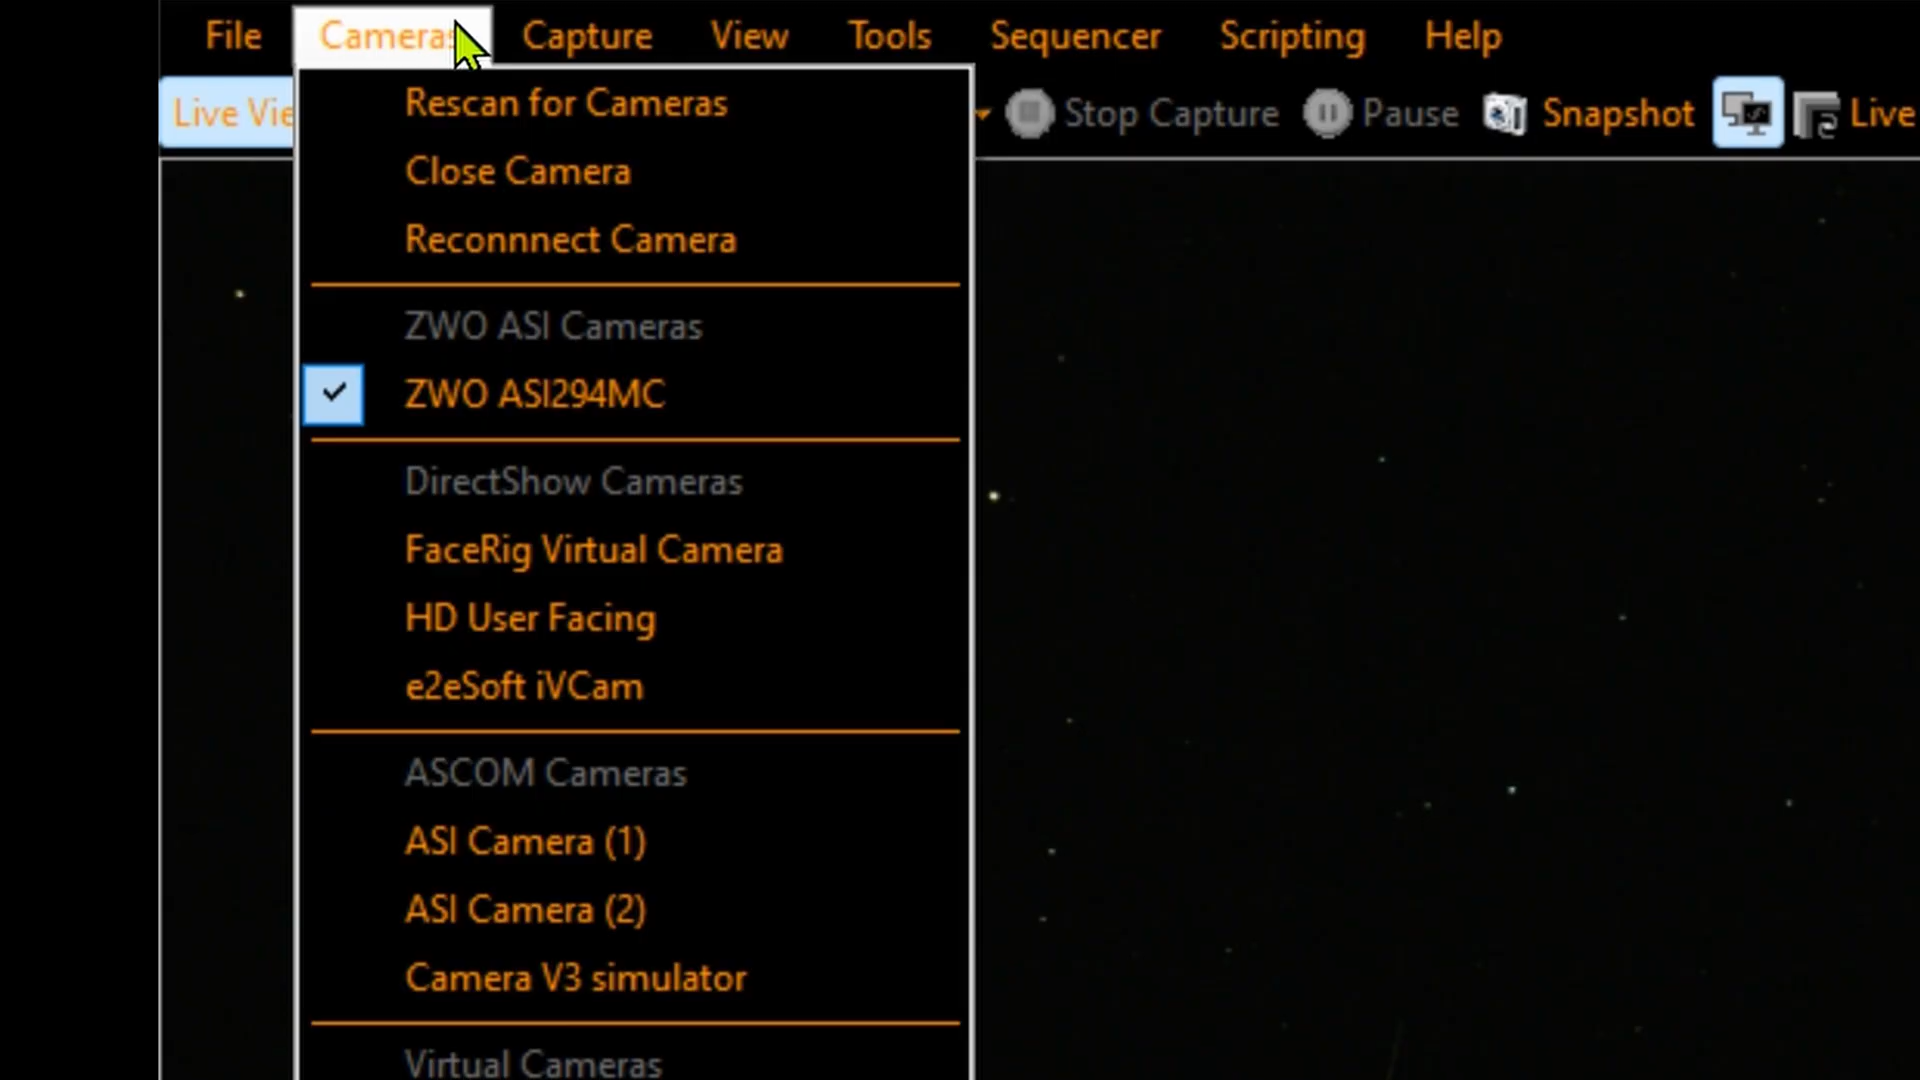 File Cameras Capture View Tools Sequencer Scripting Help
Live Vie Stop Capture Pause Snapshot Live
Rescan for Cameras
Close Camera
Reconnnect Camera
ZWO ASI Cameras
ZWO ASI294MC
DirectShow Cameras
FaceRig Virtual Camera
HD User Facing
e2eSoft iVCam
ASCOM Cameras
ASI Camera (1)
ASI Camera (2)
Camera V3 simulator
Virtual Cameras